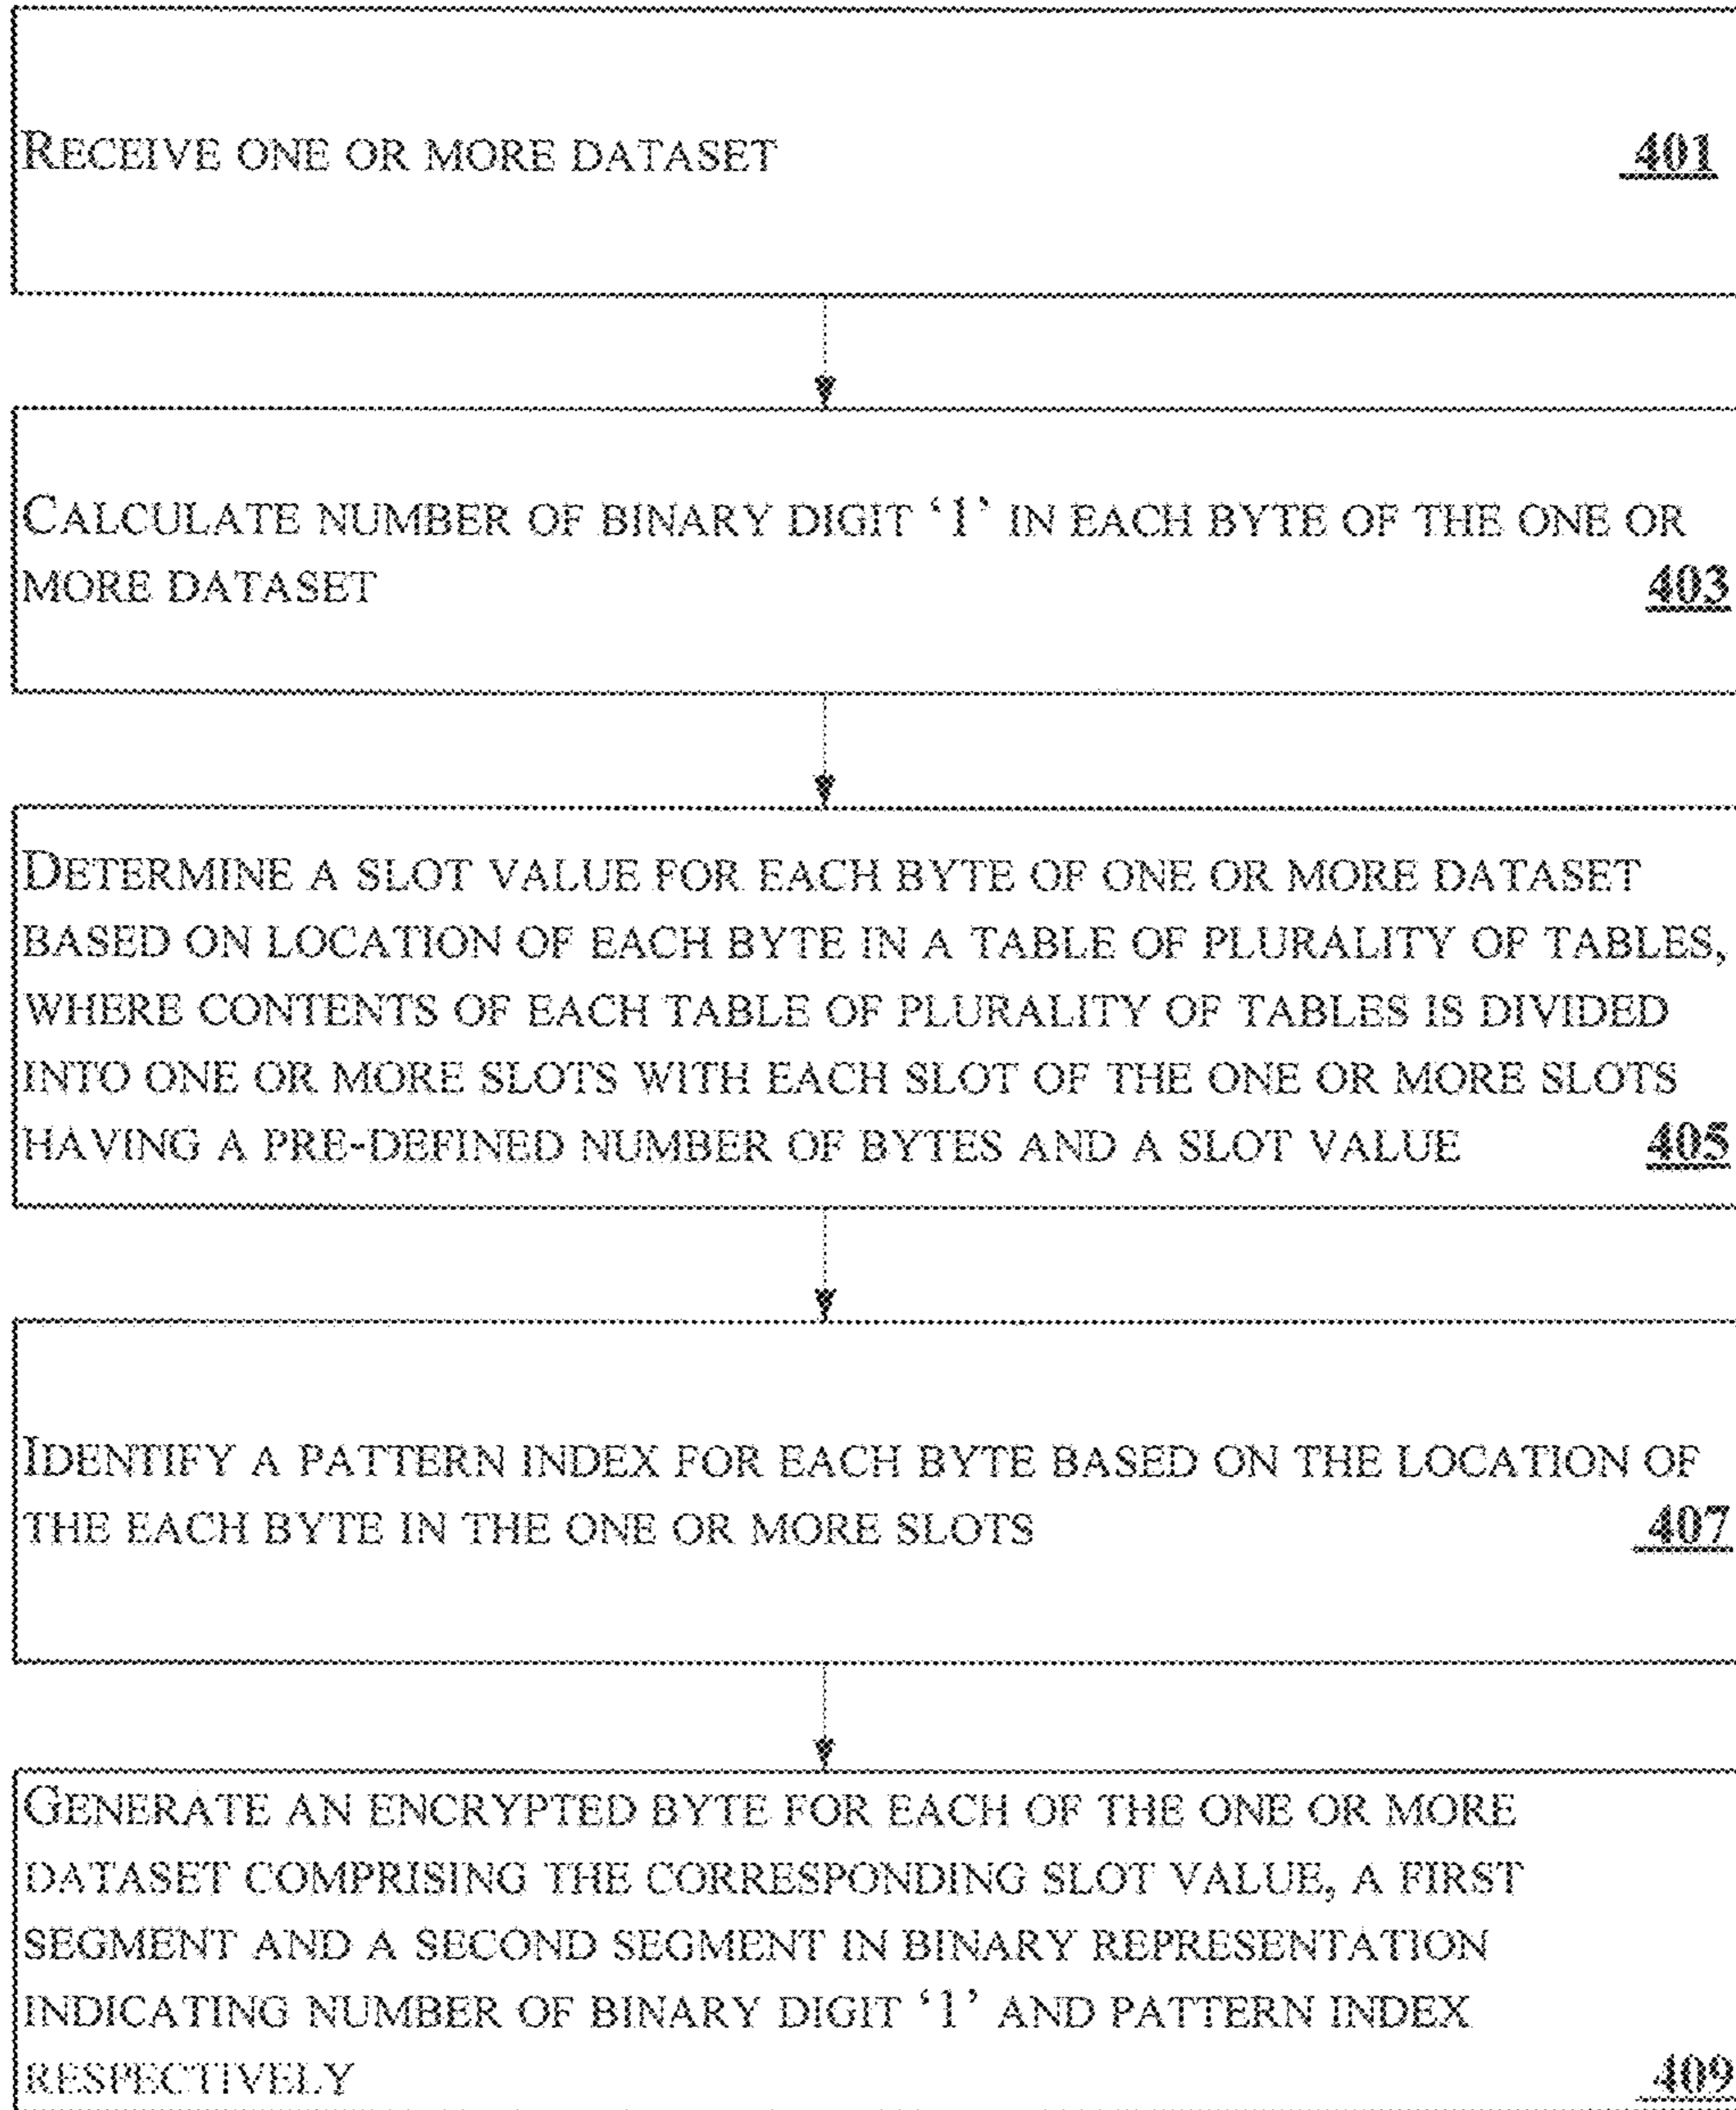 RECEIVE ONE OR MORE DATASET 401
CALCULATE NUMBER OF BINARY DIGIT ‘1’ IN EACH BYTE OF THE ONE OR
MORE DATASET 403
DETERMINE A SLOT VALUE FOR EACH BYTE OF ONE OR MORE DATASET
BASED ON LOCATION OF EACH BYTE IN A TABLE OF PLURALITY OF TABLES,
WHERE CONTENTS OF EACH TABLE OF PLURALITY OF TABLES IS DIVIDED
INTO ONE OR MORE SLOTS WITH EACH SLOT OF THE ONE OR MORE SLOTS
HAVING A PRE-DEFINED NUMBER OF BYTES AND A SLOT VALUE 405
IDENTIFY A PATTERN INDEX FOR EACH BYTE BASED ON THE LOCATION OF
THE EACH BYTE IN THE ONE OR MORE SLOTS 407
GENERATE AN ENCRYPTED BYTE FOR EACH OF THE ONE OR MORE
DATASET COMPRISING THE CORRESPONDING SLOT VALUE, A FIRST
SEGMENT AND A SECOND SEGMENT IN BINARY REPRESENTATION
INDICATING NUMBER OF BINARY DIGIT ‘1’ AND PATTERN INDEX
RESPECTIVELY 409